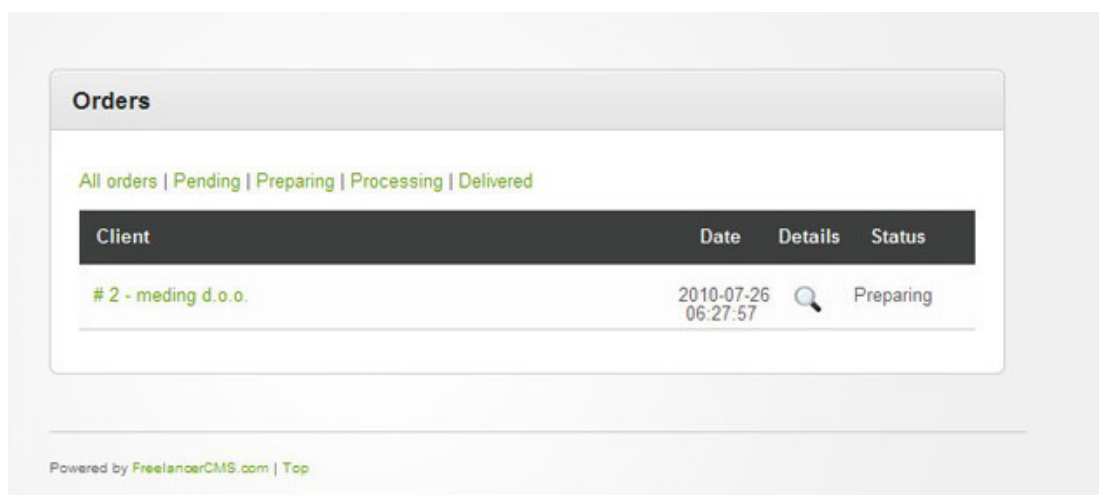 Orders
All orders | Pending | Preparing | Processing | Delivered
Client Date Details Status
# 2 - meding d.o.o. 2010-07-26 Preparing
06:27:57
Powered by FreelancerCMS.com | Top